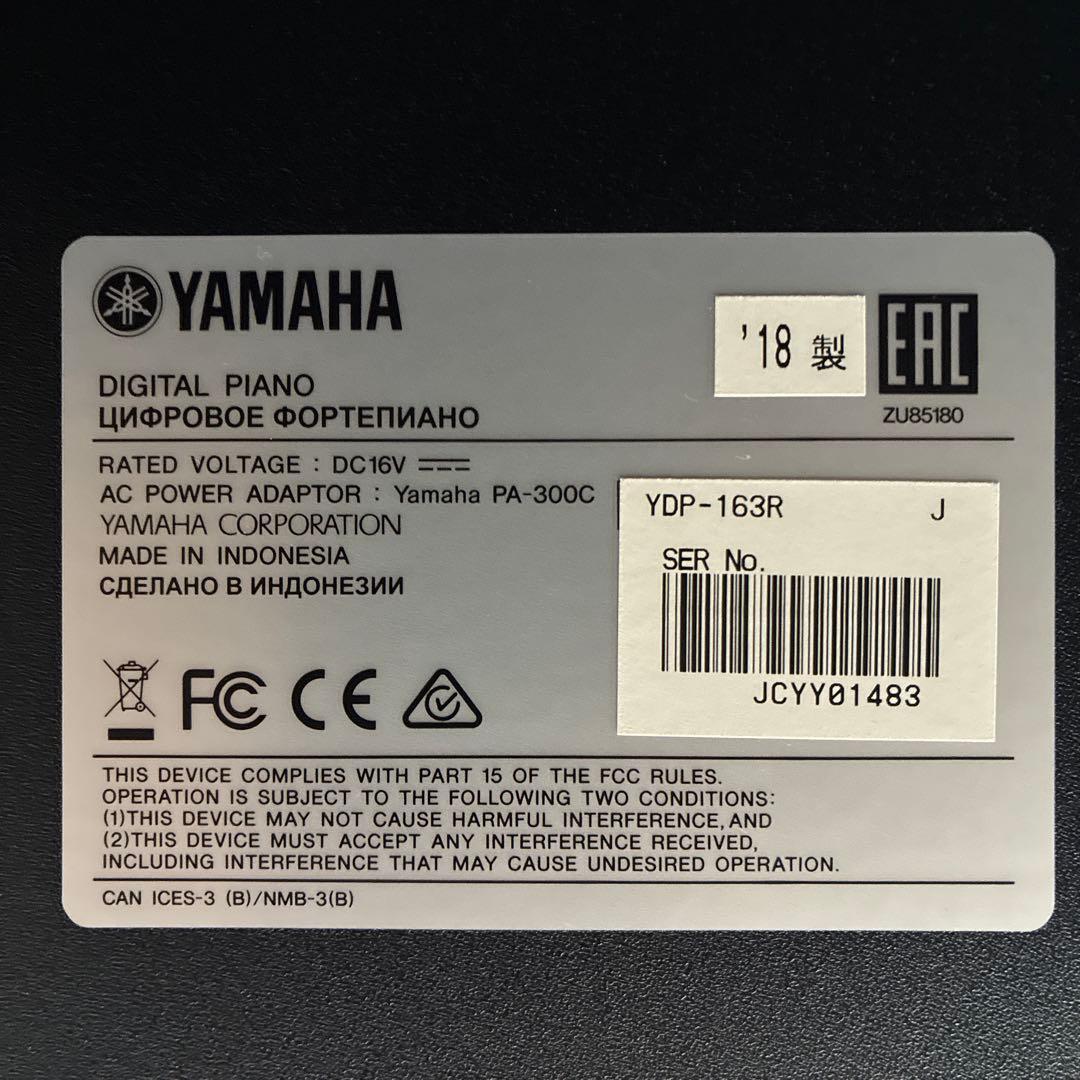 YAMAHA
'18 製
EAC
DIGITAL PIANO
ЦИФРОВОЕ ФОРТЕПИАНО
ZU85180
RATED VOLTAGE : DC16V
AC POWER ADAPTOR : Yamaha PA-300C
YAMAHA CORPORATION
MADE IN INDONESIA
СДЕЛАНО В ИНДОНЕЗИИ
YDP-163R J
SER No.
JCYY01483
FC CE
THIS DEVICE COMPLIES WITH PART 15 OF THE FCC RULES.
OPERATION IS SUBJECT TO THE FOLLOWING TWO CONDITIONS:
(1)THIS DEVICE MAY NOT CAUSE HARMFUL INTERFERENCE,AND
(2)THIS DEVICE MUST ACCEPT ANY INTERFERENCE RECEIVED,
INCLUDING INTERFERENCE THAT MAY CAUSE UNDESIRED OPERATION.
CAN ICES-3 (B)/NMB-3(B)